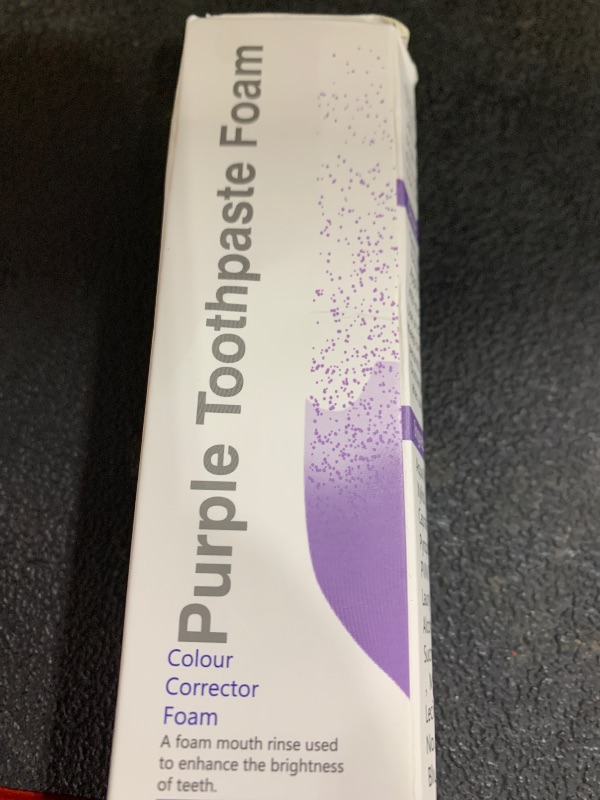 Purple Toothpaste Foam
Colour
Corrector
Foam
A foam mouth rinse used
to enhance the brightness
of teeth.